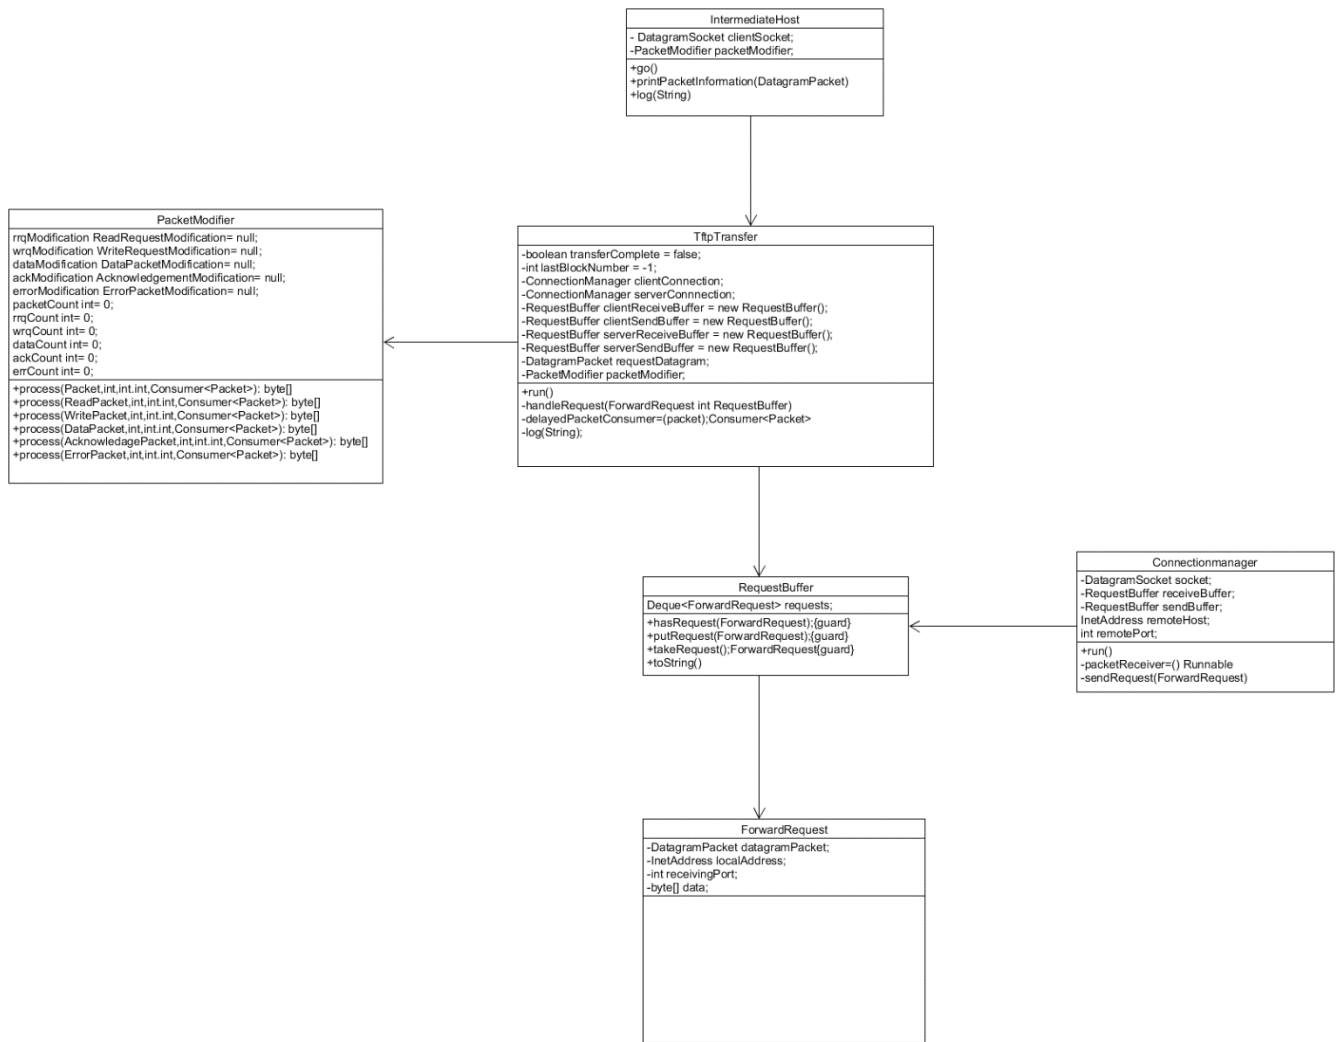 IntermediateHost
- DatagramSocket clientSocket;
-PacketModifier packetModifier;
+go()
+printPacketInformation(DatagramPacket)
+log(String)
PacketModifier
rrqModification ReadRequestModification= null;
wrqModification WriteRequestModification= null;
dataModification DataPacketModification= null;
ackModification AcknowledgementModification= null;
errorModification ErrorPacketModification= null;
packetCount int= 0;
rrqCount int= 0;
wrqCount int= 0;
dataCount int= 0;
ackCount int= 0;
errCount int= 0;
+process(Packet,int,int.int,Consumer<Packet>): byte[]
+process(ReadPacket,int,int.int,Consumer<Packet>): byte[]
+process(WritePacket,int,int.int,Consumer<Packet>): byte[]
+process(DataPacket,int,int.int,Consumer<Packet>): byte[]
+process(AcknowledagePacket,int,int.int,Consumer<Packet>): byte[]
+process(ErrorPacket,int,int.int,Consumer<Packet>): byte[]
TftpTransfer
-boolean transferComplete = false;
-int lastBlockNumber = -1;
-ConnectionManager clientConnection;
-ConnectionManager serverConnnection;
-RequestBuffer clientReceiveBuffer = new RequestBuffer();
-RequestBuffer clientSendBuffer = new RequestBuffer();
-RequestBuffer serverReceiveBuffer = new RequestBuffer();
-RequestBuffer serverSendBuffer = new RequestBuffer();
-DatagramPacket requestDatagram;
-PacketModifier packetModifier;
+run()
-handleRequest(ForwardRequest int RequestBuffer)
-delayedPacketConsumer=(packet);Consumer<Packet>
-log(String);
RequestBuffer
Deque<ForwardRequest> requests;
+hasRequest(ForwardRequest);{guard}
+putRequest(ForwardRequest);{guard}
+takeRequest();ForwardRequest{guard}
+toString()
Connectionmanager
-DatagramSocket socket;
-RequestBuffer receiveBuffer;
-RequestBuffer sendBuffer;
InetAddress remoteHost;
int remotePort;
+run()
-packetReceiver=() Runnable
-sendRequest(ForwardRequest)
ForwardRequest
-DatagramPacket datagramPacket;
-InetAddress localAddress;
-int receivingPort;
-byte[] data;